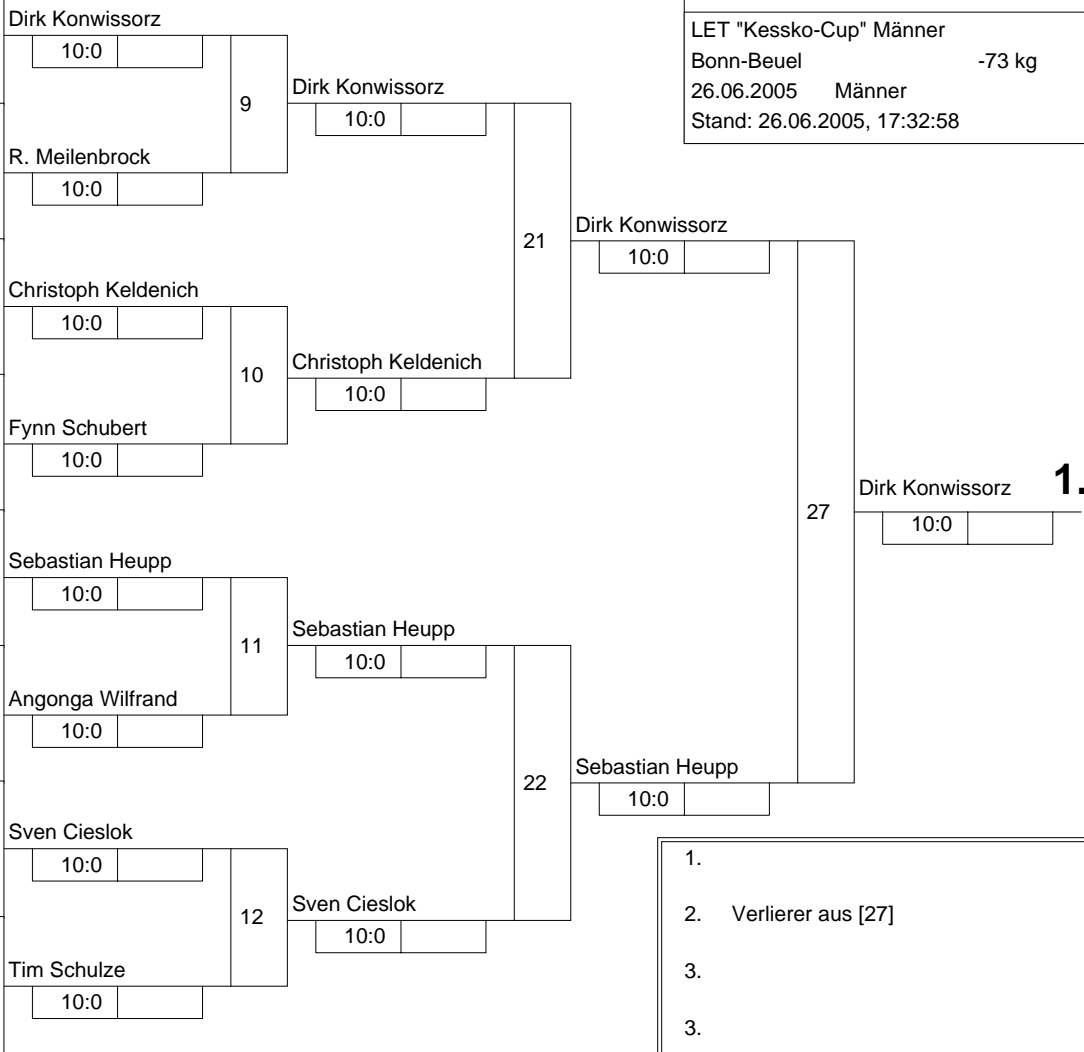 LET "Kessko-Cup" Männer
Bonn-Beuel -73 kg
26.06.2005 Männer
Stand: 26.06.2005, 17:32:58
Dirk Konwissorz
10:0
9
R. Meilenbrock
10:0
Christoph Keldenich
10:0
10
Fynn Schubert
10:0
Sebastian Heupp
10:0
11
Angonga Wilfrand
10:0
Sven Cieslok
10:0
12
Tim Schulze
10:0
Dirk Konwissorz
10:0
21
Christoph Keldenich
10:0
Sebastian Heupp
10:0
22
Sven Cieslok
10:0
Dirk Konwissorz
10:0
27
Sebastian Heupp
10:0
Dirk Konwissorz 1.
10:0
1.
2. Verlierer aus [27]
3.
3.